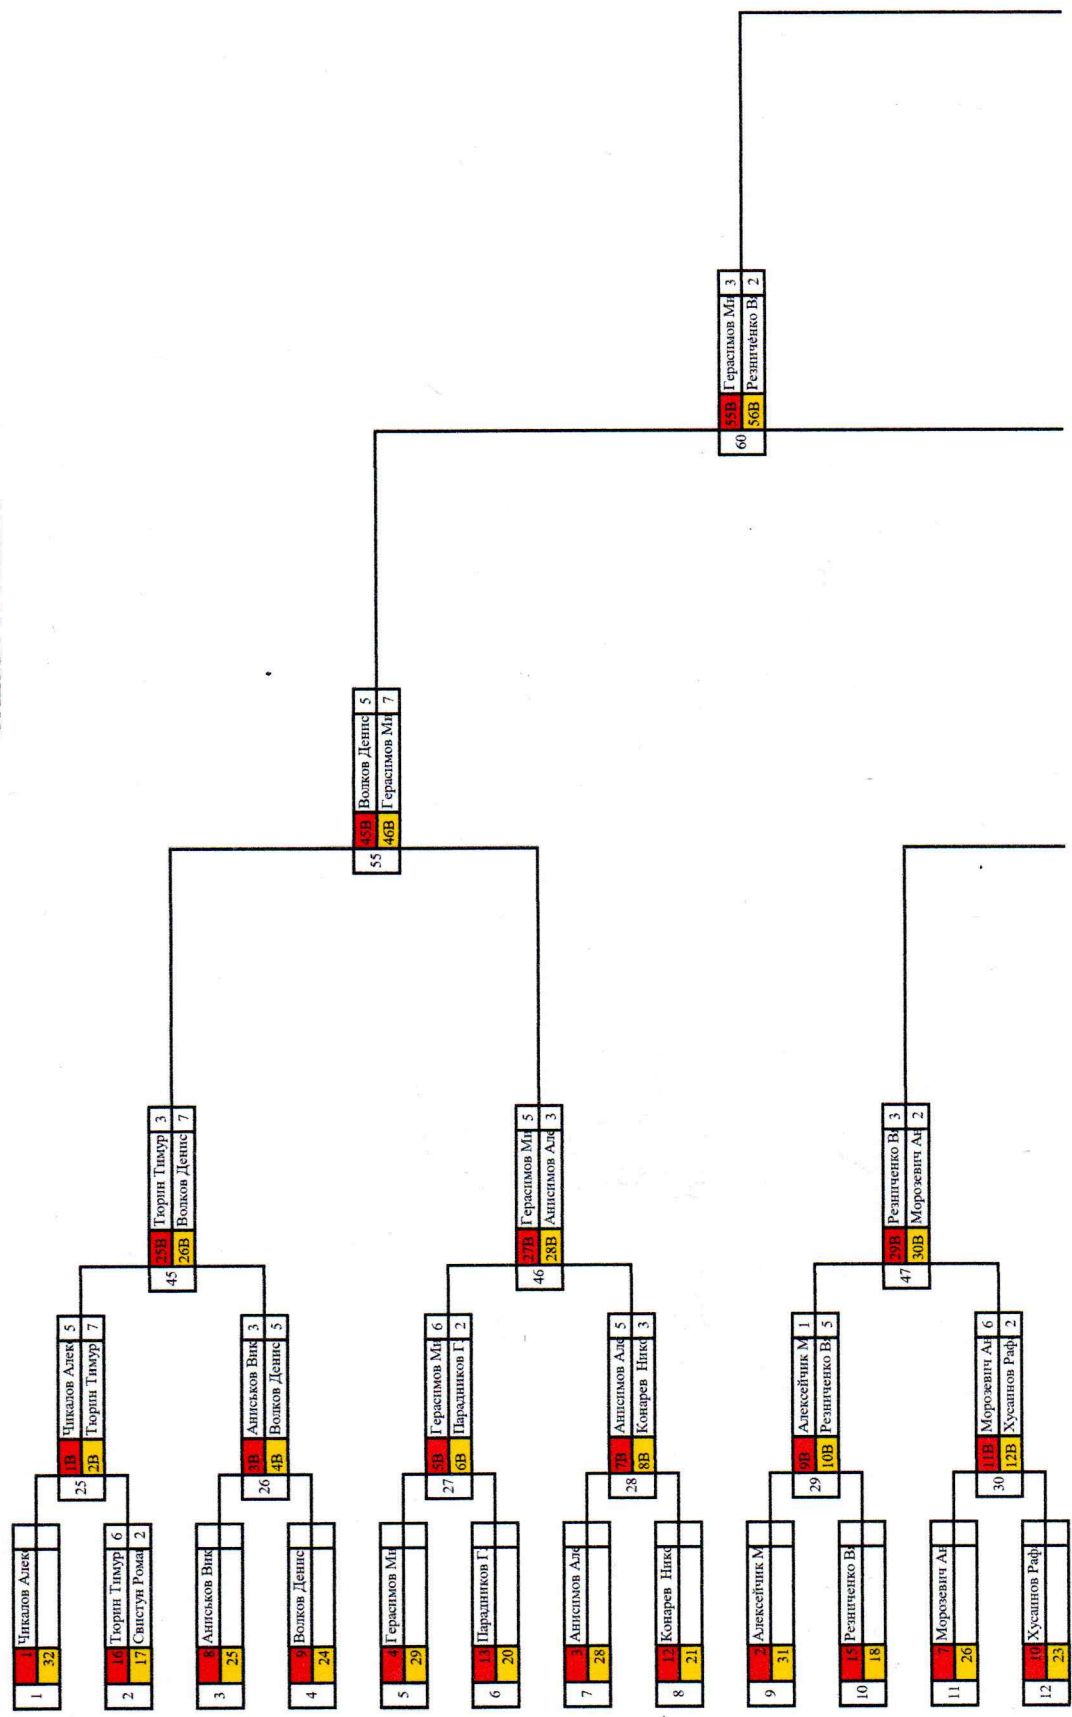 1 1 Чикалов Алекс
32
2 16 Тюрин Тимур 6
17 Свистун Рома 2
3 8 Аниськов Вик
25
4 9 Волков Денис
24
5 4 Герасимов Ми
29
6 13 Парадников Г
20
7 3 Анисимов Але
28
8 12 Конарев Нико
21
9 2 Алексейчик М
31
10 15 Резниченко Вя
18
11 7 Морозевич Ан
26
12 10 Хусаинов Раф
23
25 1В Чикалов Алекс 5
2В Тюрин Тимур 7
26 3В Аниськов Вик 3
4В Волков Денис 5
27 5В Герасимов Ми 6
6В Парадников Г 2
28 7В Анисимов Але 5
8В Конарев Нико 3
29 9В Алексейчик М 1
10В Резниченко Вя 5
30 11В Морозевич Ан 6
12В Хусаинов Раф 2
45 25В Тюрин Тимур 3
26В Волков Денис 7
46 27В Герасимов Ми 5
28В Анисимов Але 3
47 29В Резниченко Вя 3
30В Морозевич Ан 2
55 45В Волков Денис 5
46В Герасимов Ми 7
60 55В Герасимов Ми 3
56В Резниченко Вя 2